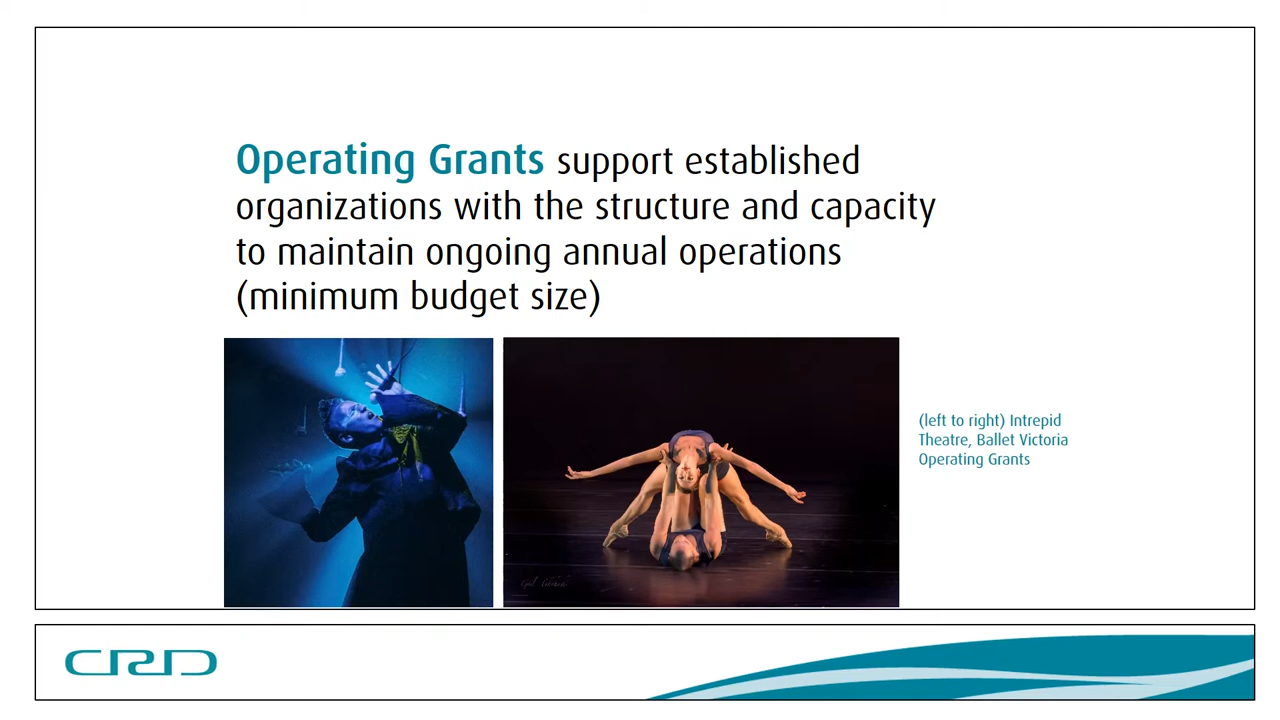 Operating Grants support established
organizations with the structure and capacity
to maintain ongoing annual operations
(minimum budget size)
(left to right) Intrepid
Theatre, Ballet Victoria
Operating Grants
CRD